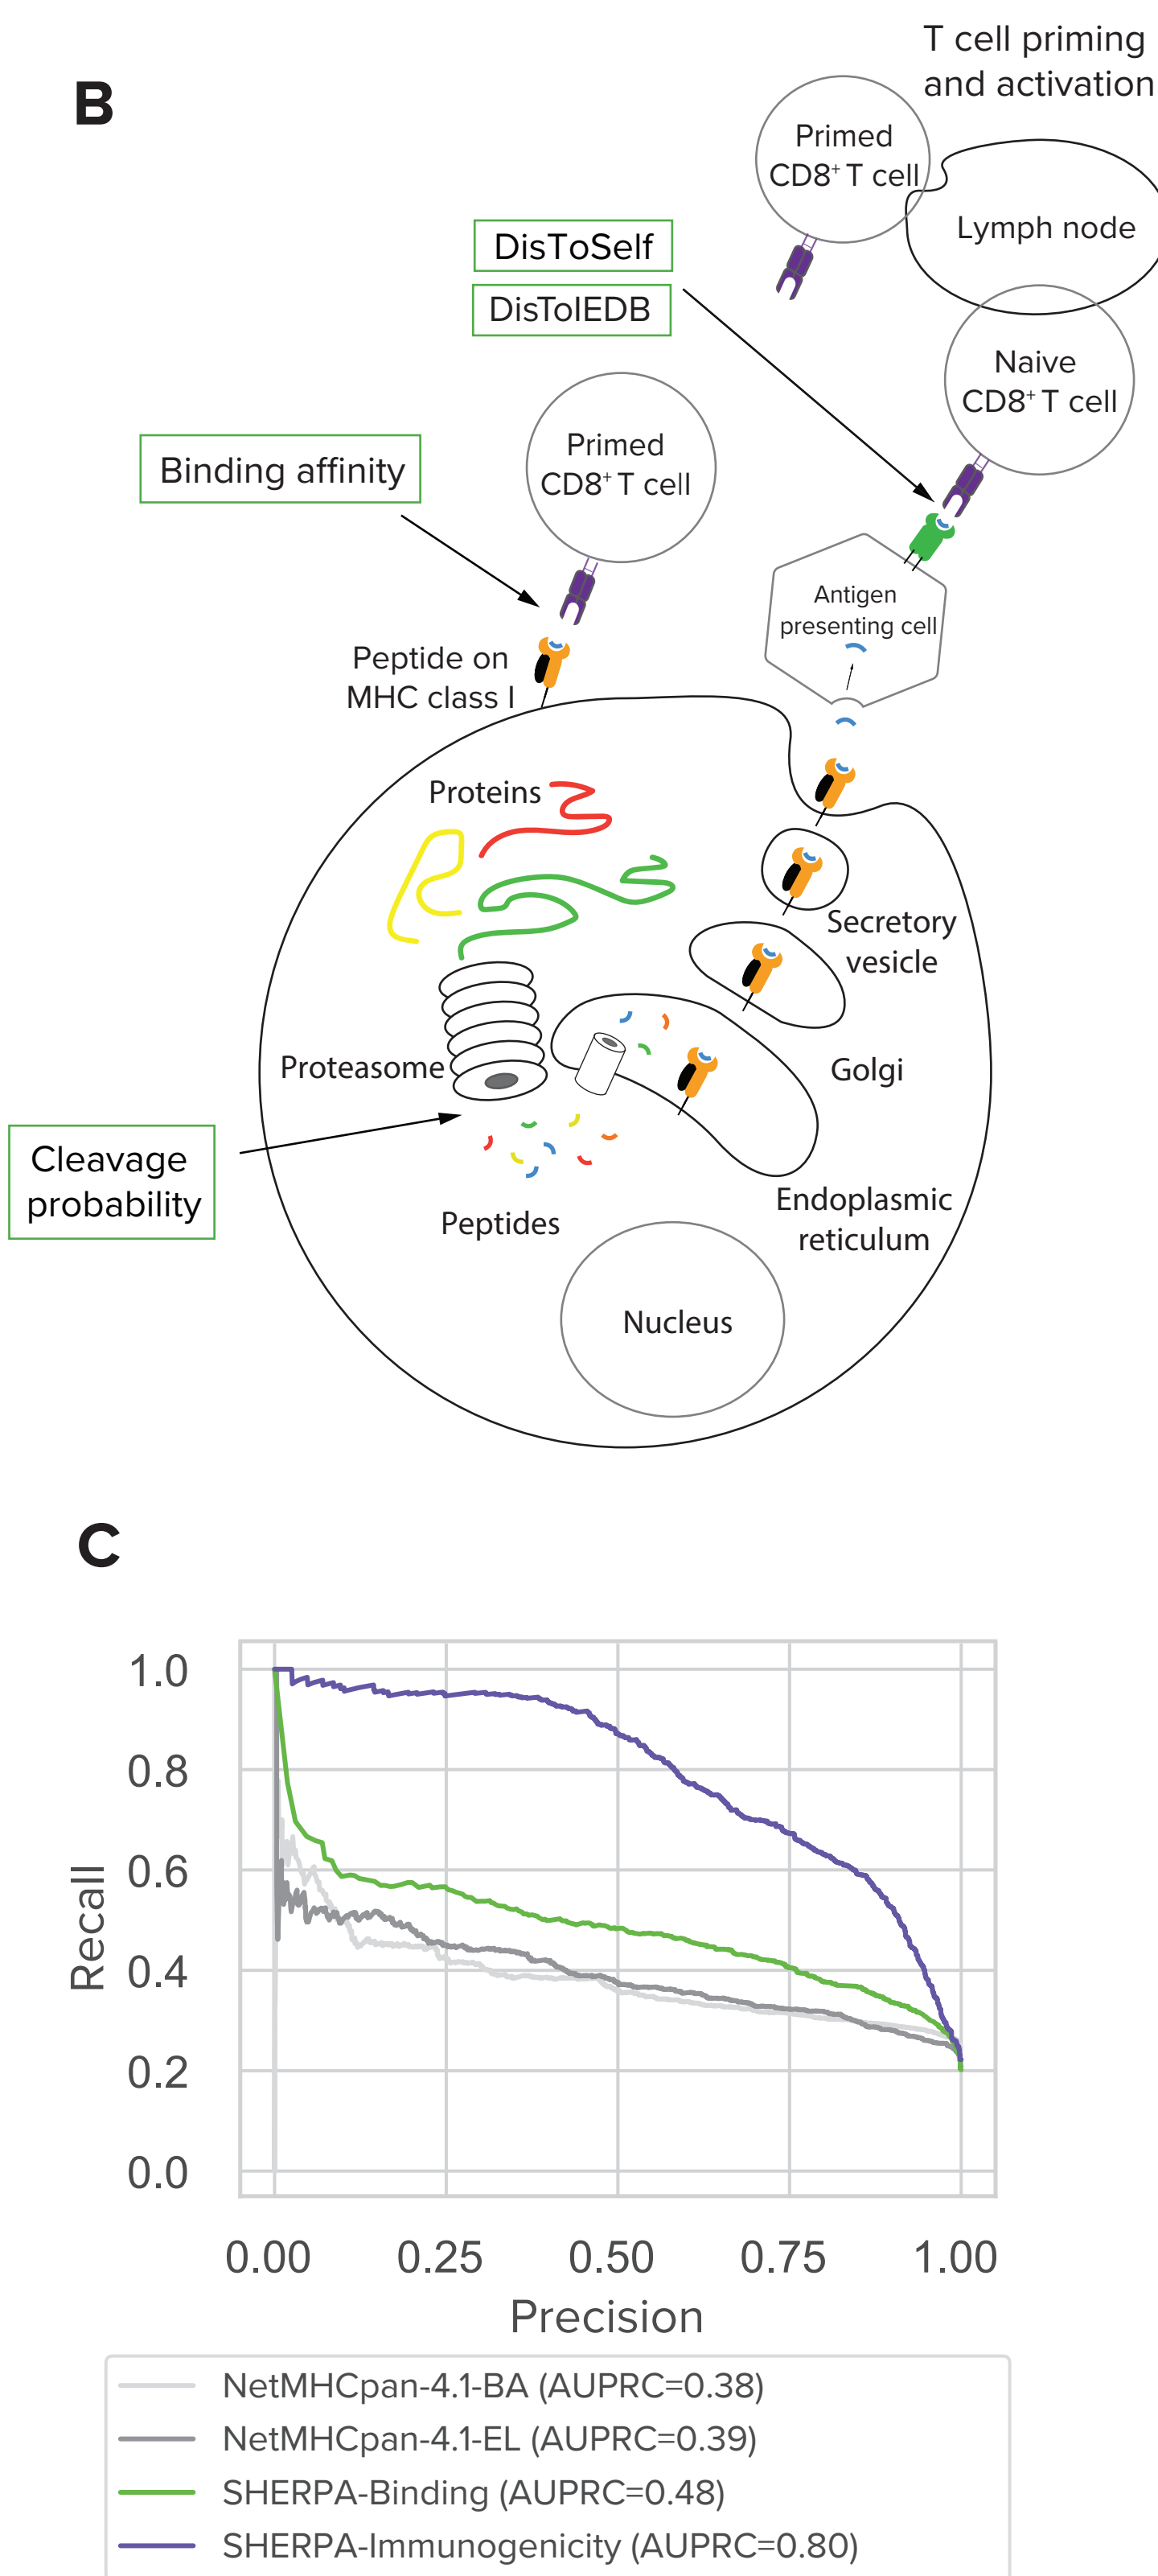 B
T cell priming
and activation
Primed
CD8+ T cell
Lymph node
DisToSelf
DisToIEDB
Naive
CD8+ T cell
Primed
CD8+ T cell
Binding affinity
Antigen
presenting cell
Peptide on
MHC class I
Proteins
Secretory
vesicle
Proteasome
Golgi
Cleavage
probability
Endoplasmic
reticulum
Peptides
Nucleus
C
1.0
0.8
0.6
0.4
0.2
0.0
Recall
0.00 0.25 0.50 0.75 1.00
Precision
NetMHCpan-4.1-BA (AUPRC=0.38)
NetMHCpan-4.1-EL (AUPRC=0.39)
SHERPA-Binding (AUPRC=0.48)
SHERPA-Immunogenicity (AUPRC=0.80)